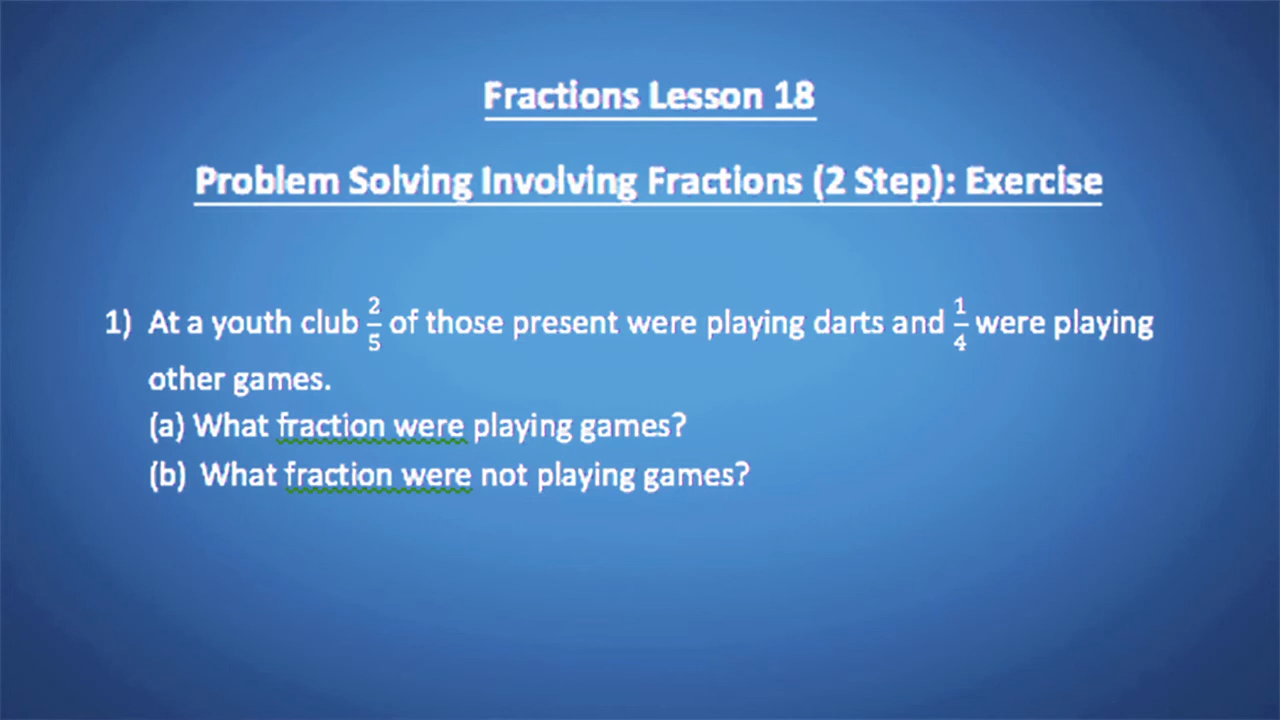 Fractions Lesson 18
Problem Solving Involving Fractions (2 Step): Exercise
1) At a youth club 2/5 of those present were playing darts and 1/4 were playing
other games.
(a) What fraction were playing games?
(b) What fraction were not playing games?